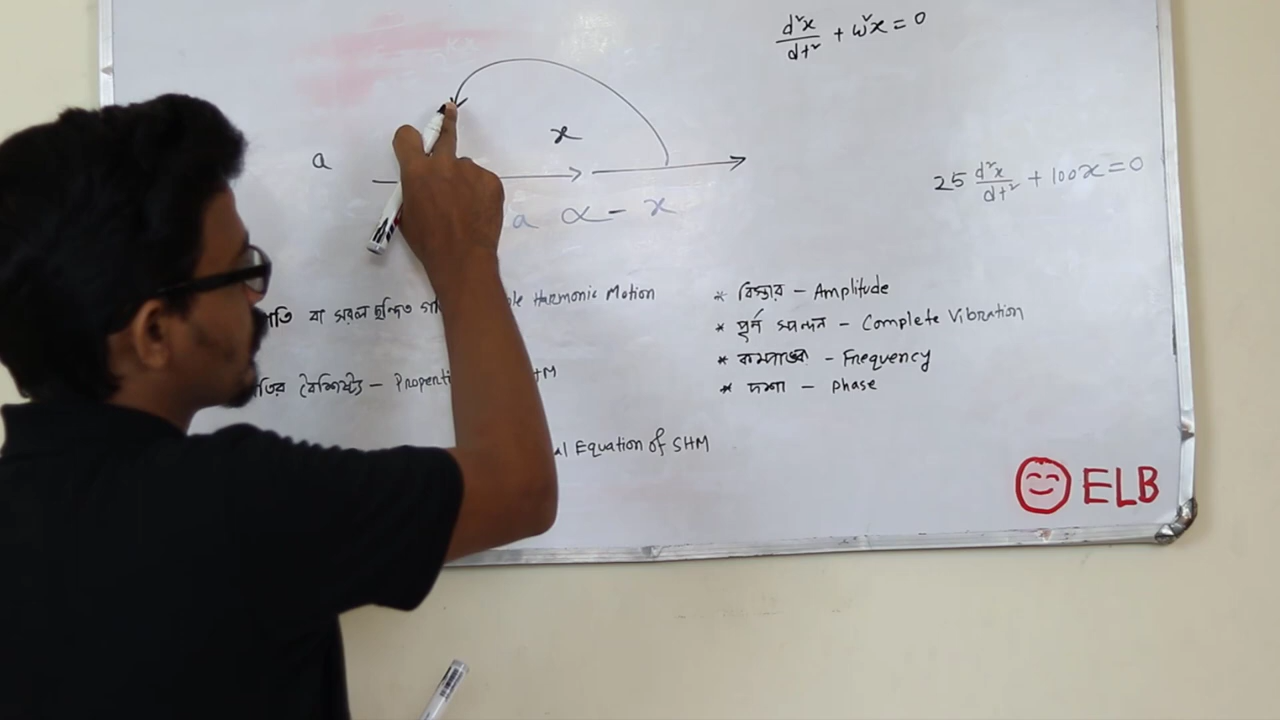 d²x/dt² + ω²x = 0
x
a
25 d²x/dt² + 100x = 0
a α - x
বা সরল ছন্দিত Harmonic Motion
বৈশিষ্ট্য -
Equation of SHM
* বিস্তার - Amplitude
* পূর্ন স্পন্দন - Complete Vibration
* কম্পাঙ্ক - Frequency
* দশা - phase
ELB